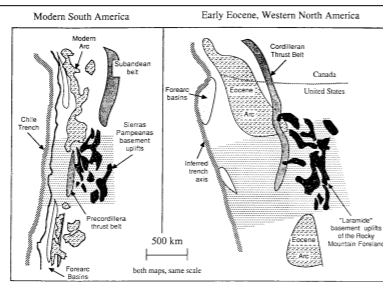 Modern South America
Early Eocene, Western North America
Modern
Arc
Subandean
belt
Chile
Trench
Sierras
Pampeanas
basement
uplifts
Precordillera
thrust belt
Forearc
Basins
500 km
both maps, same scale
Cordilleran
Thrust Belt
Canada
United States
Forearc
basins
Eocene
Arc
Inferred
trench
axis
"Laramide"
basement uplifts
of the Rocky
Mountain Foreland
Eocene
Arc